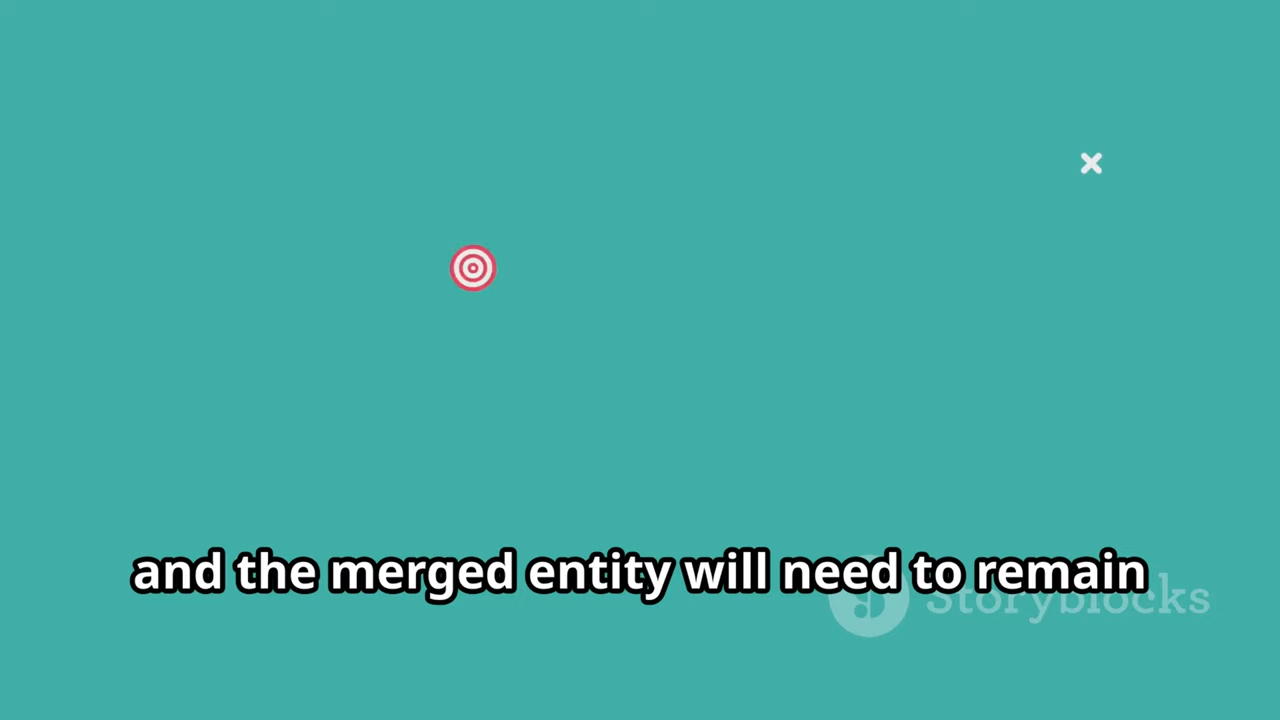 and the merged entity will need to remain
Storyblocks